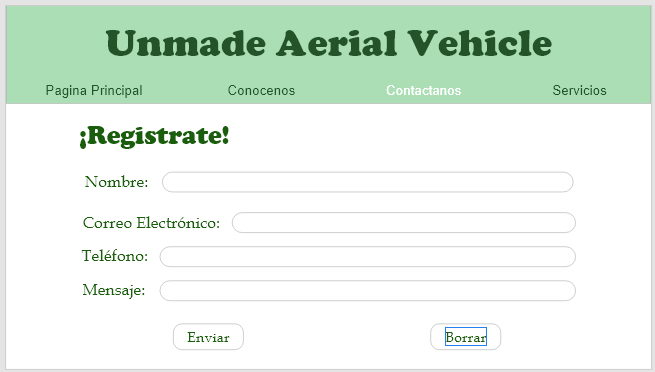 Unmade Aerial Vehicle
Pagina Principal Conocenos Contactanos Servicios
¡Registrate!
Nombre:
Correo Electrónico:
Teléfono:
Mensaje:
Enviar Borrar